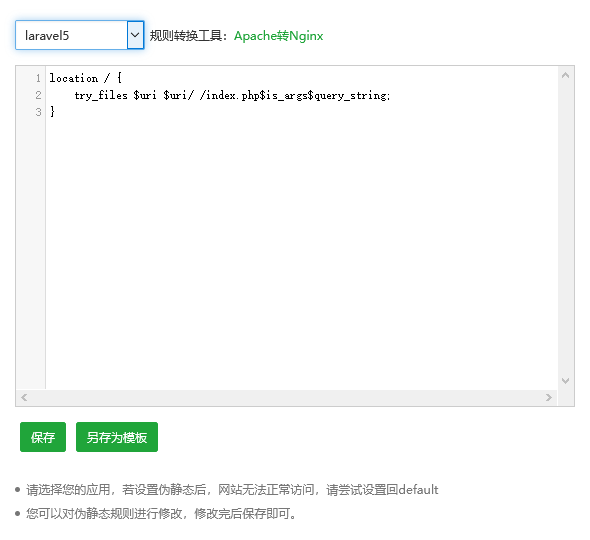 laravel5 规则转换工具：Apache转Nginx
1 location / {
2     try_files $uri $uri/ /index.php$is_args$query_string;
3 }
保存 另存为模板
请选择您的应用，若设置伪静态后，网站无法正常访问，请尝试设置回default
您可以对伪静态规则进行修改，修改完后保存即可。